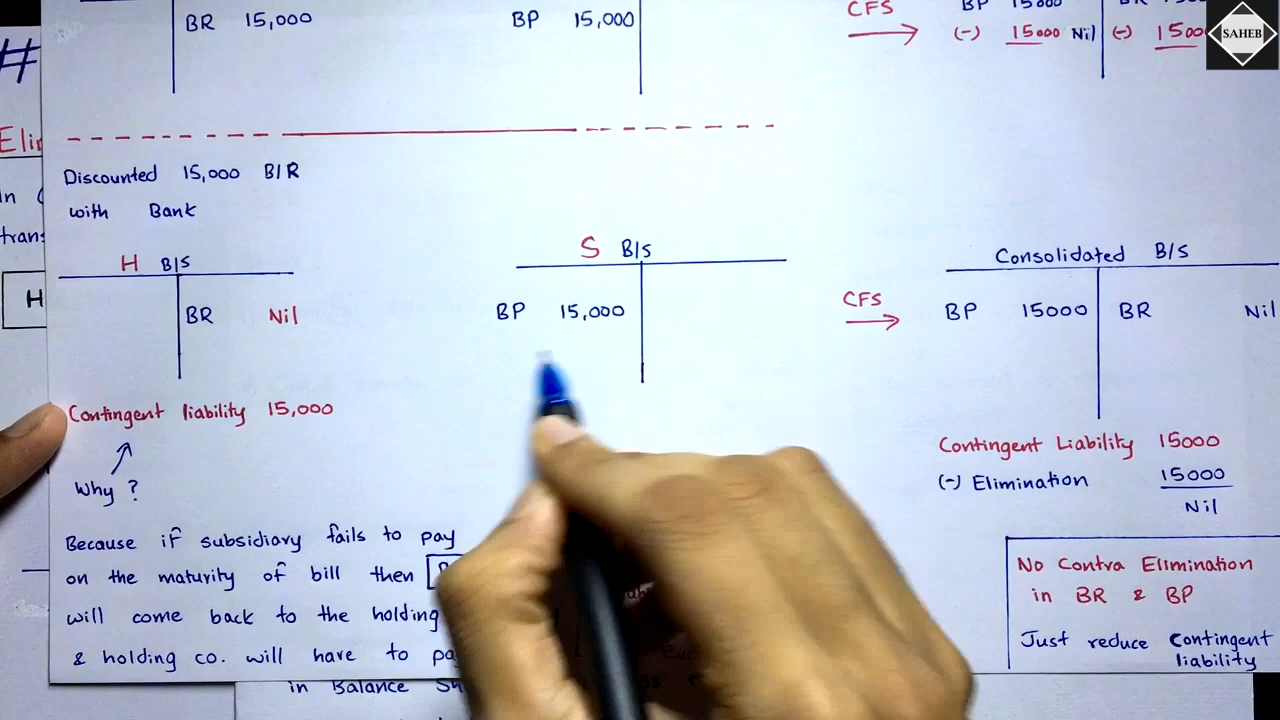 BR 15,000
BP 15,000
CFS
BP 15000
(-) 15000 Nil
(-)
SAHEB
#
Discounted 15,000 B/R
with Bank
H B/S
BR Nil
S B/S
BP 15,000
CFS
Consolidated B/S
BP 15000 BR Nil
Contingent liability 15,000
Why ?
Because if subsidiary fails to pay
on the maturity of bill then
will come back to the holding
& holding co. will have to
in Balance
Contingent Liability 15000
(-) Elimination 15000
Nil
No Contra Elimination
in BR & BP
Just reduce Contingent
liability
In
H